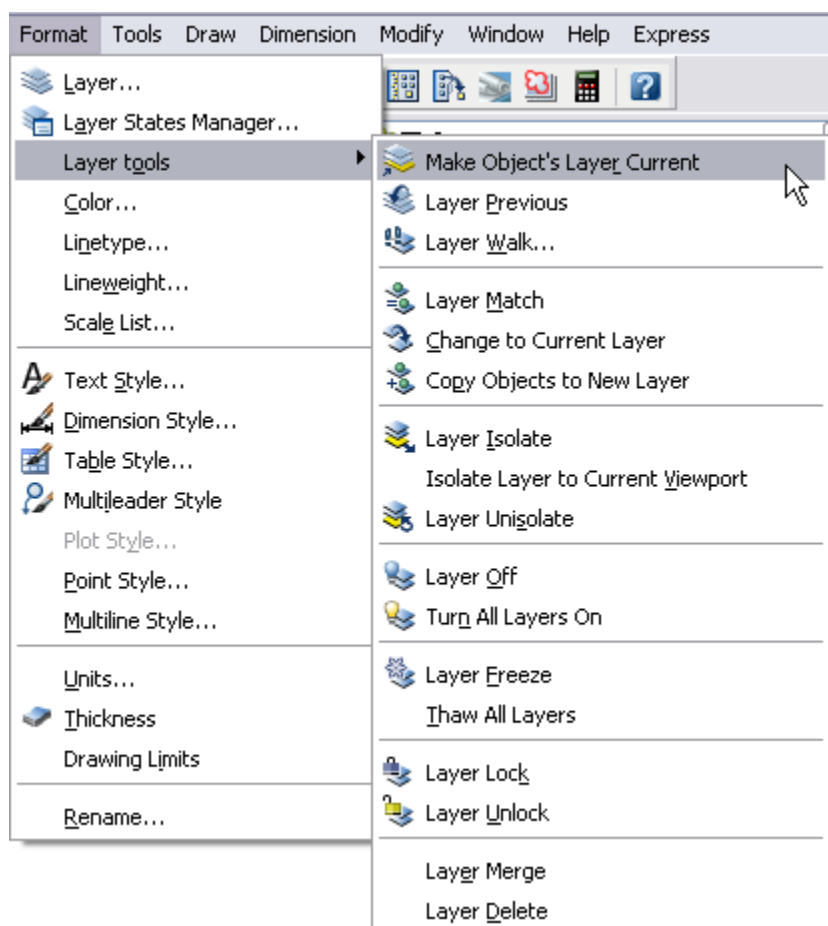 Format Tools Draw Dimension Modify Window Help Express
Layer...
Layer States Manager...
Layer tools
Color...
Linetype...
Lineweight...
Scale List...
Text Style...
Dimension Style...
Table Style...
Multileader Style
Plot Style...
Point Style...
Multiline Style...
Units...
Thickness
Drawing Limits
Rename...
Make Object's Layer Current
Layer Previous
Layer Walk...
Layer Match
Change to Current Layer
Copy Objects to New Layer
Layer Isolate
Isolate Layer to Current Viewport
Layer Unisolate
Layer Off
Turn All Layers On
Layer Freeze
Thaw All Layers
Layer Lock
Layer Unlock
Layer Merge
Layer Delete